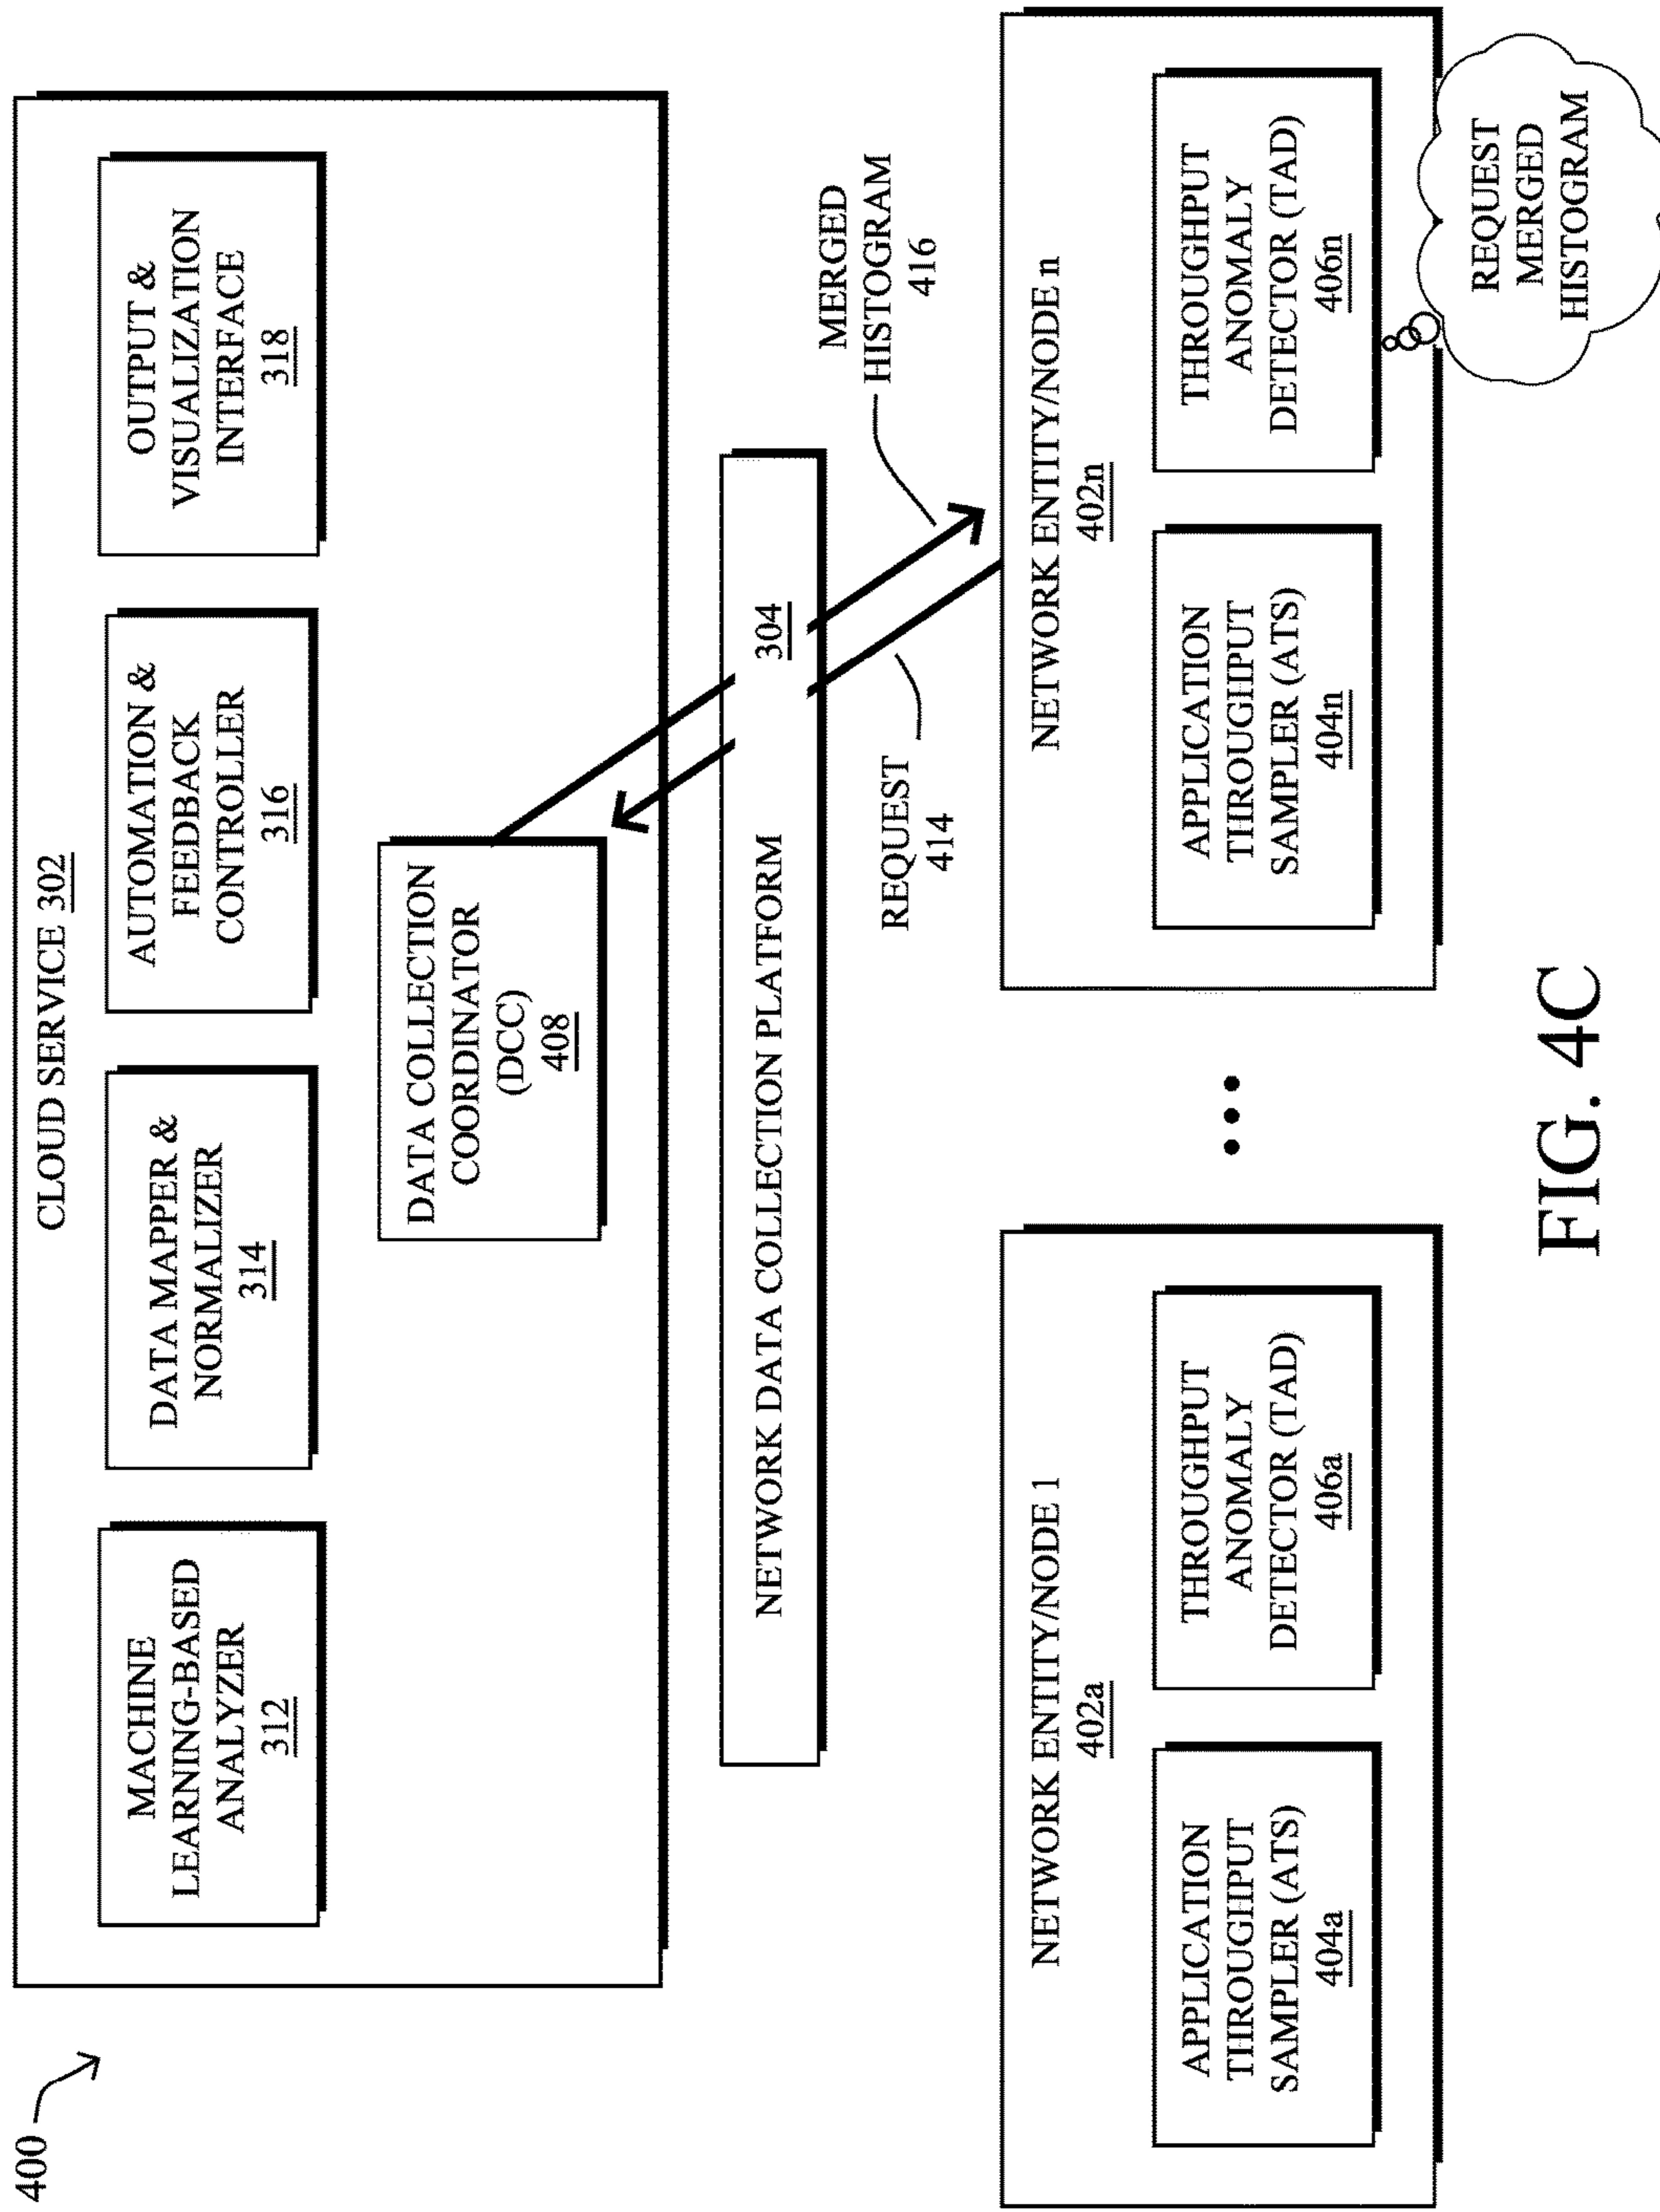 400
CLOUD SERVICE 302
MACHINE
LEARNING-BASED
ANALYZER
312
DATA MAPPER &
NORMALIZER
314
AUTOMATION &
FEEDBACK
CONTROLLER
316
OUTPUT &
VISUALIZATION
INTERFACE
318
DATA COLLECTION
COORDINATOR
(DCC)
408
NETWORK DATA COLLECTION PLATFORM
304
MERGED
HISTOGRAM
416
REQUEST
414
NETWORK ENTITY/NODE 1
402a
APPLICATION
THROUGHPUT
SAMPLER (ATS)
404a
THROUGHPUT
ANOMALY
DETECTOR (TAD)
406a
NETWORK ENTITY/NODE n
402n
APPLICATION
THROUGHPUT
SAMPLER (ATS)
404n
THROUGHPUT
ANOMALY
DETECTOR (TAD)
406n
REQUEST
MERGED
HISTOGRAM
FIG. 4C